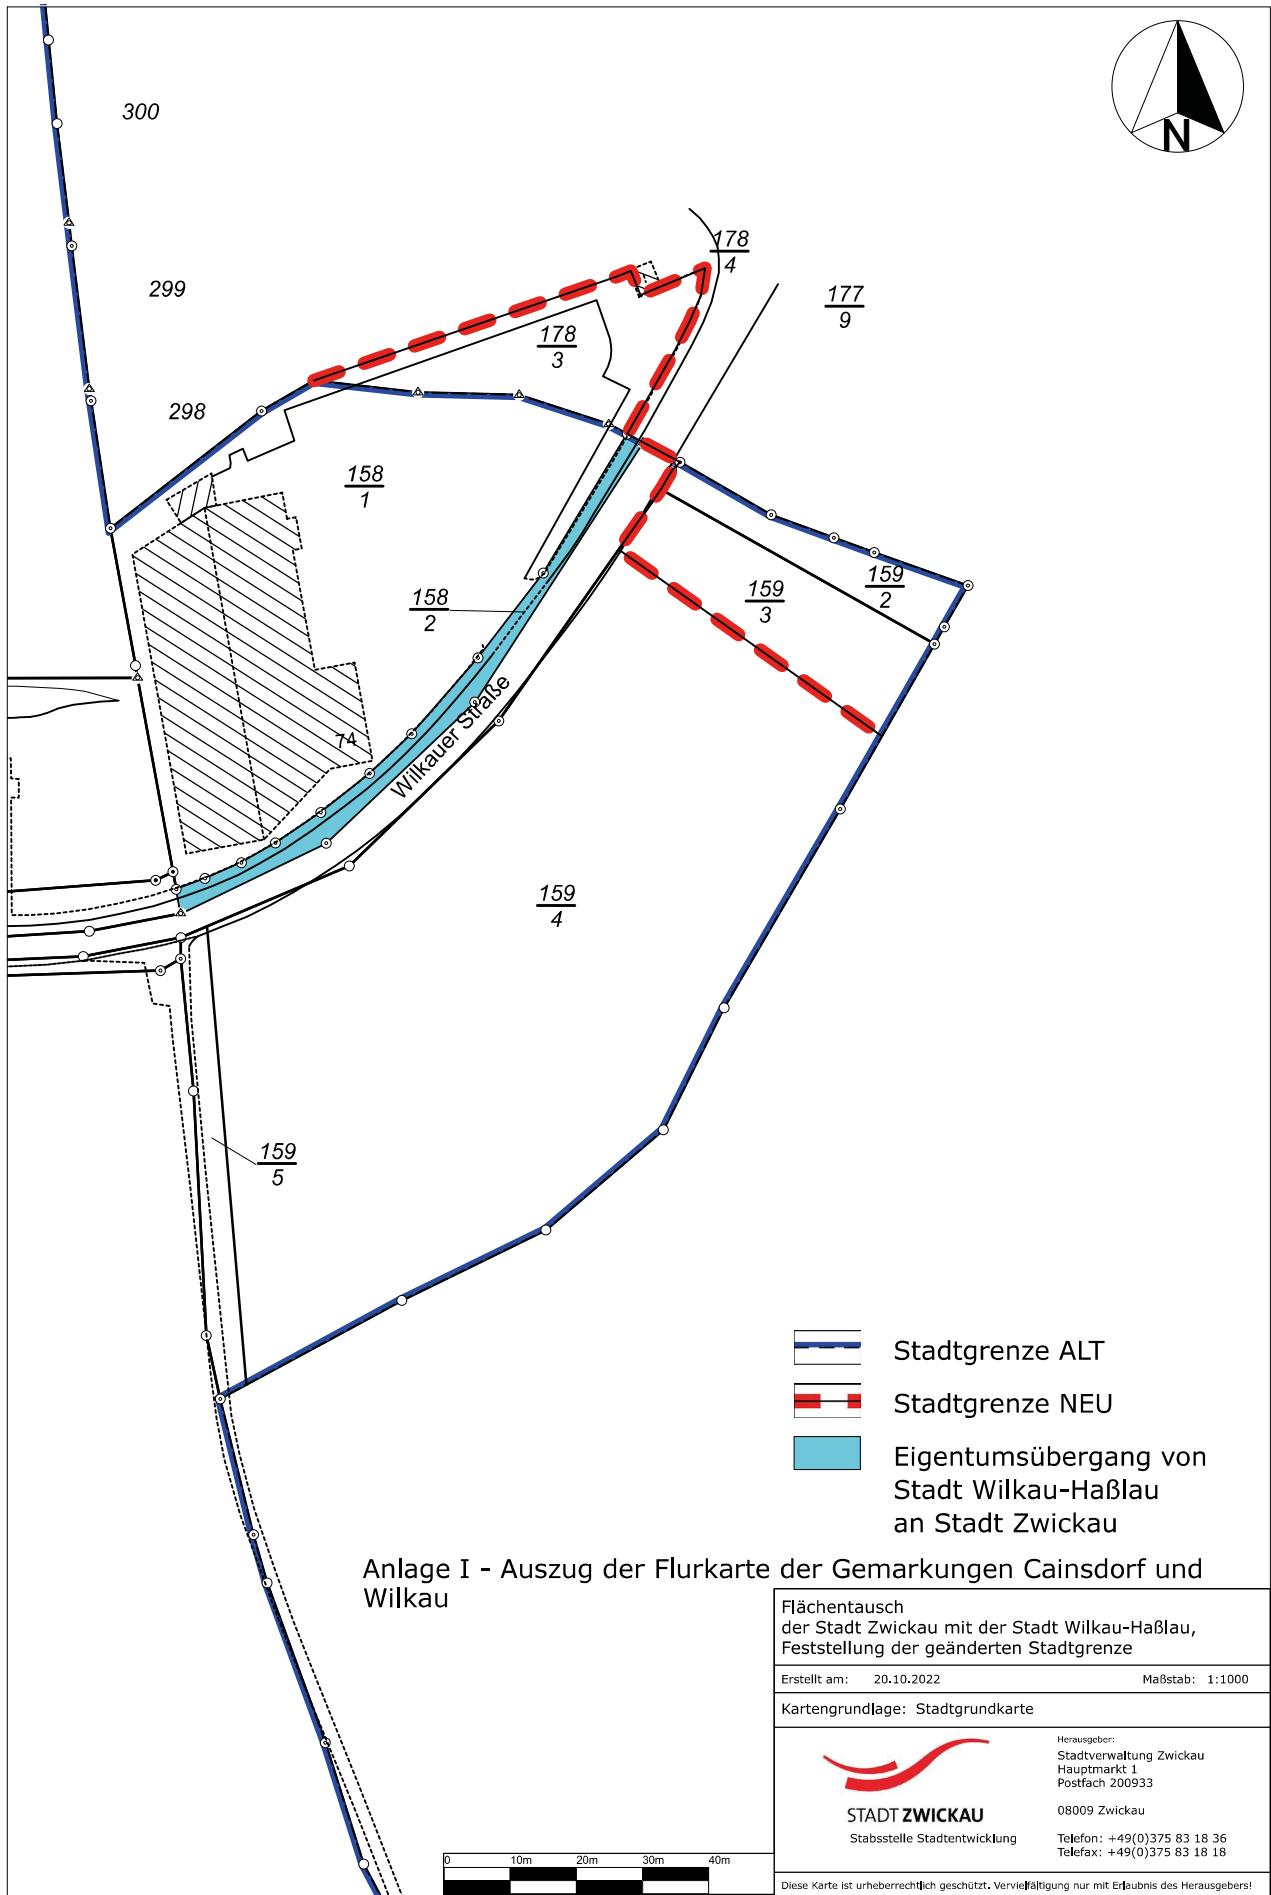 300
N
299
178
4
177
9
178
3
298
158
1
159
3
159
2
158
2
74
Wilkauer Straße
159
4
159
5
Stadtgrenze ALT
Stadtgrenze NEU
Eigentumsübergang von
Stadt Wilkau-Haßlau
an Stadt Zwickau
Anlage I - Auszug der Flurkarte der Gemarkungen Cainsdorf und
Wilkau
Flächentausch
der Stadt Zwickau mit der Stadt Wilkau-Haßlau,
Feststellung der geänderten Stadtgrenze
Erstellt am: 20.10.2022 Maßstab: 1:1000
Kartengrundlage: Stadtgrundkarte
STADT ZWICKAU
Stabsstelle Stadtentwicklung
Herausgeber:
Stadtverwaltung Zwickau
Hauptmarkt 1
Postfach 200933
08009 Zwickau
Telefon: +49(0)375 83 18 36
Telefax: +49(0)375 83 18 18
0 10m 20m 30m 40m
Diese Karte ist urheberrechtlich geschützt. Vervielfältigung nur mit Erlaubnis des Herausgebers!